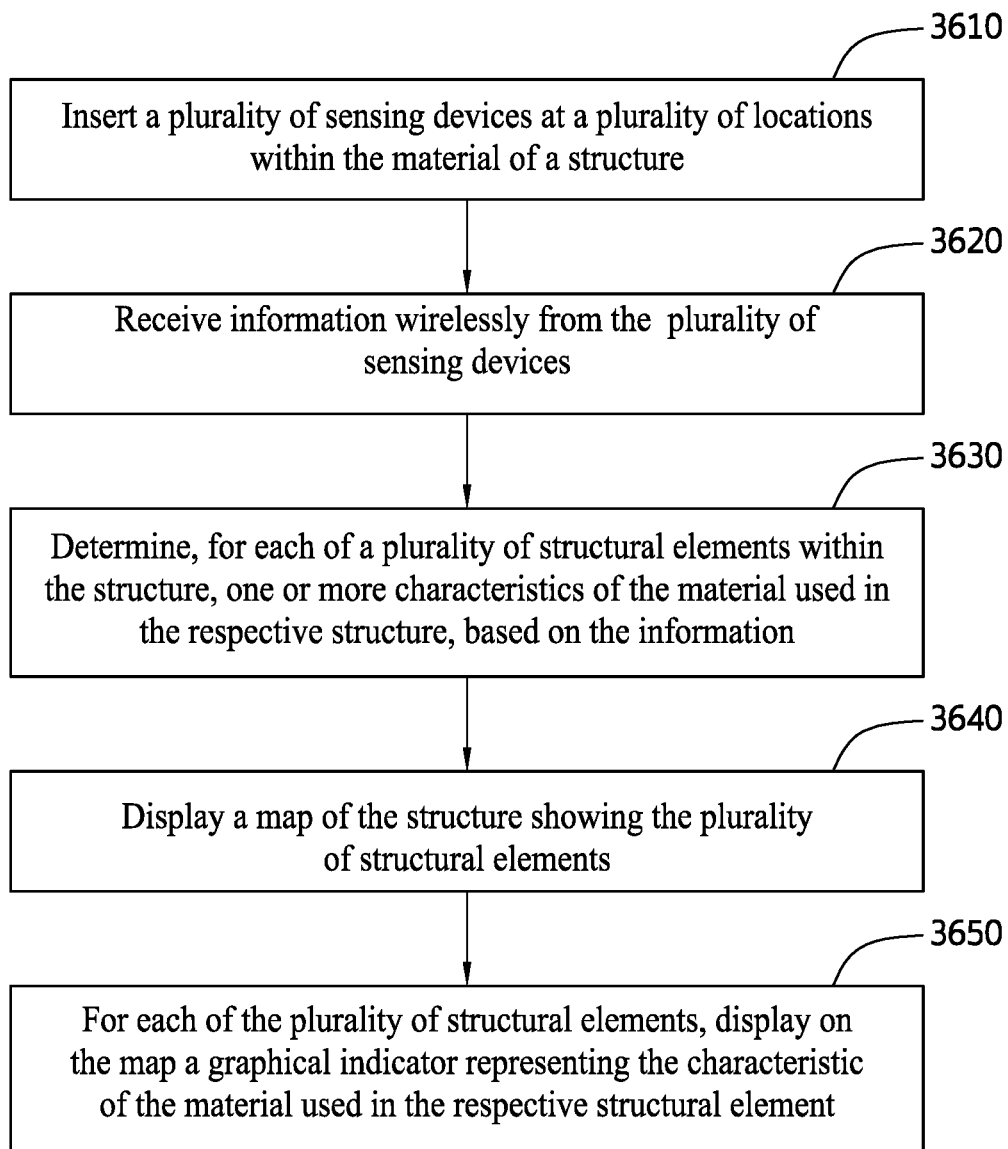 3610
Insert a plurality of sensing devices at a plurality of locations
within the material of a structure
3620
Receive information wirelessly from the plurality of
sensing devices
3630
Determine, for each of a plurality of structural elements within
the structure, one or more characteristics of the material used in
the respective structure, based on the information
3640
Display a map of the structure showing the plurality
of structural elements
3650
For each of the plurality of structural elements, display on
the map a graphical indicator representing the characteristic
of the material used in the respective structural element